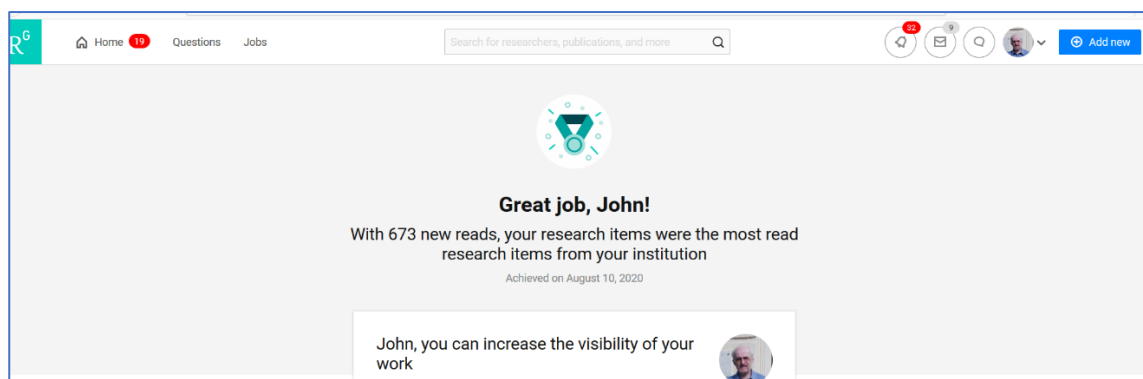 RG
Home 19 Questions Jobs Search for researchers, publications, and more 32 9 Add new
Great job, John!
With 673 new reads, your research items were the most read
research items from your institution
Achieved on August 10, 2020
John, you can increase the visibility of your
work